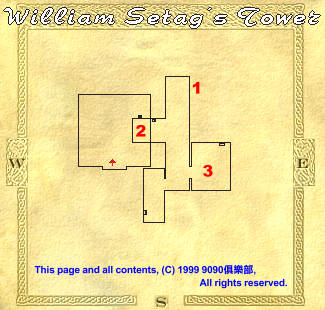 William Setag's Tower
1
2
3
W
E
This page and all contents, (C) 1999 9090俱樂部,
All rights reserved.
S